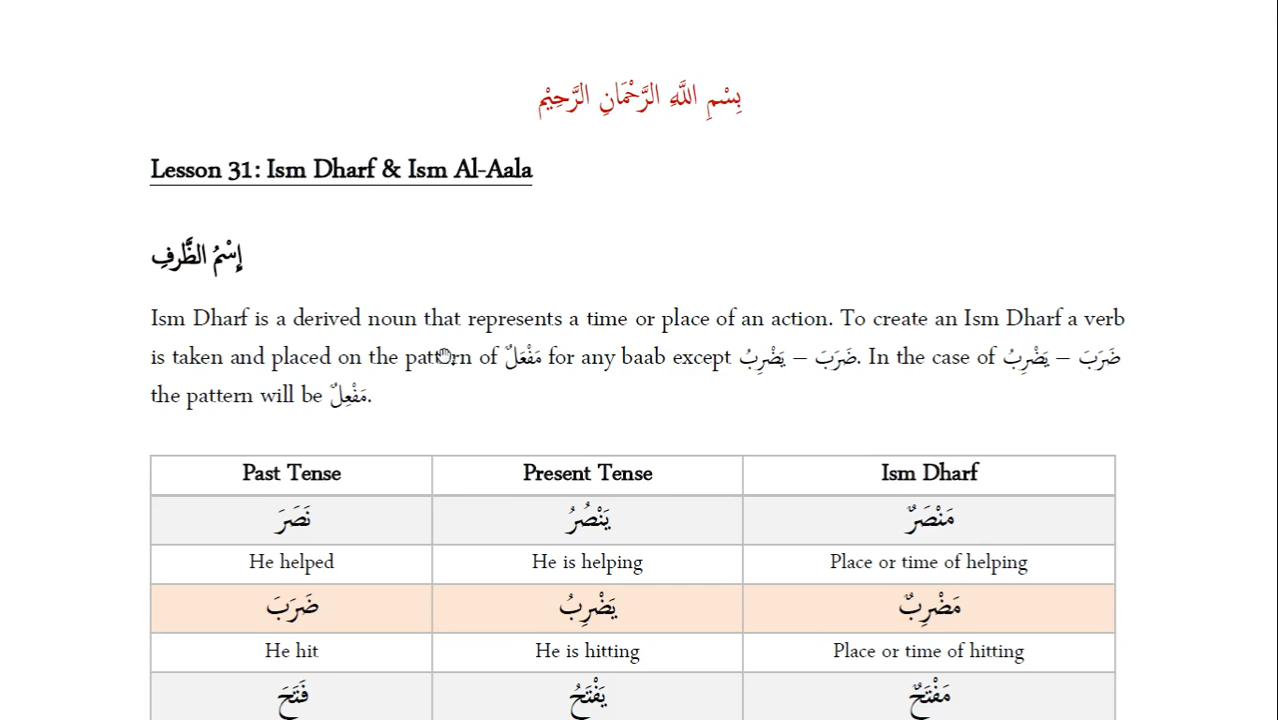 بِسْمِ اللَّهِ الرَّحْمَانِ الرَّحِيْمِ
Lesson 31: Ism Dharf & Ism Al-Aala
إِسْمُ الظَّرفِ
Ism Dharf is a derived noun that represents a time or place of an action. To create an Ism Dharf a verb
is taken and placed on the pattern of مَفْعَلٌ for any baab except ضَرَبَ – يَضْرِبُ. In the case of ضَرَبَ – يَضْرِبُ
the pattern will be مَفْعِلٌ.
Past Tense Present Tense Ism Dharf
نَصَرَ يَنْصُرُ مَنْصَرٌ
He helped He is helping Place or time of helping
ضَرَبَ يَضْرِبُ مَضْرِبٌ
He hit He is hitting Place or time of hitting
فَتَحَ يَفْتَحُ مَفْتَحٌ